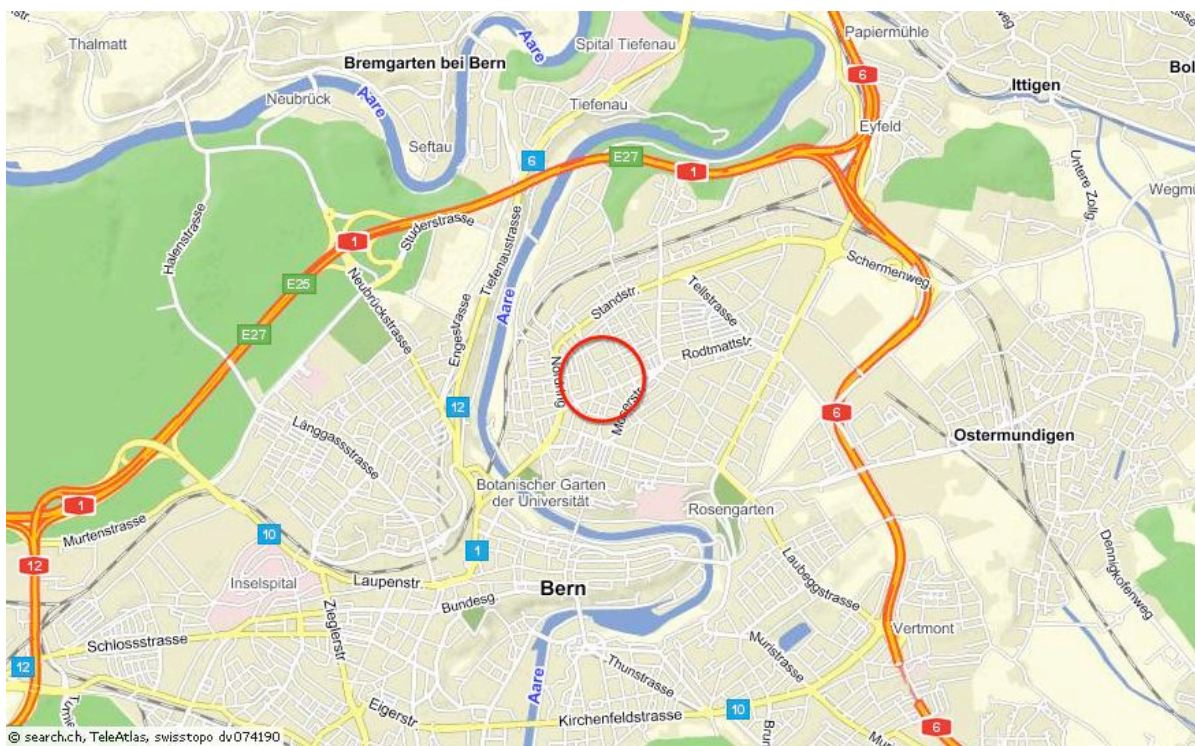 str.
Thalmatt
Bremgarten bei Bern
Aare
Spital Tiefenau
Papiermühle
6
Ittigen
Bol
Neubrück
Aare
Tiefenau
Eyfeld
Seftau
6
E27
1
Untere Zollg.
Wegmü
Halenstrasse
Studerstrasse
1
Tiefenaustrasse
E25
Neubrückstrasse
Aare
Schermenweg
Standstr.
Tellstrasse
E27
Engestrasse
Rodtmattstr.
Nordring
Moserstr.
12
6
Länggassstrasse
Ostermundigen
Botanischer Garten
der Universität
Rosengarten
1
Murtenstrasse
10
1
12
Inselspital
Laupenstr.
Bern
Bundesg
Laubeggstrasse
Dennigkofenweg
Zieglerstr
Schlossstrasse
Vertmont
12
Aare
Muristrasse
Thunstrasse
Eigerstr
10
Kirchenfeldstrasse
6
© search.ch, TeleAtlas, swisstopo dv074190